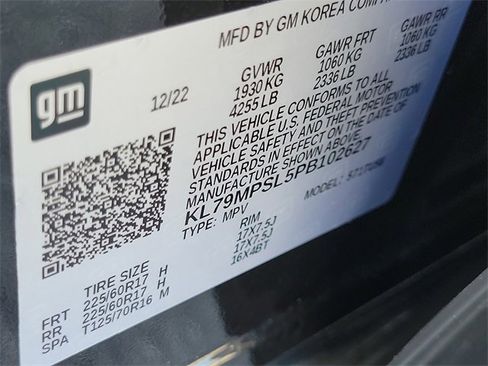 MFD BY GM KOREA COMPA
gm
12/22
GVWR GAWR FRT GAWR RR
1930 KG 1060 KG 1060 KG
4255 LB 2336 LB 2336 LB
THIS VEHICLE CONFORMS TO ALL
APPLICABLE U.S. FEDERAL MOTOR
VEHICLE SAFETY AND THEFT PREVENTION
STANDARDS IN EFFECT ON THE DATE OF
MANUFACTURE SHOWN ABOVE.
KL79MPSL5PB102627
TYPE: MPV MODEL:
TIRE SIZE RIM
FRT 225/60R17 H 17X7.5J
RR 225/60R17 H 17X7.5J
SPA T125/70R16 M 16X4BT